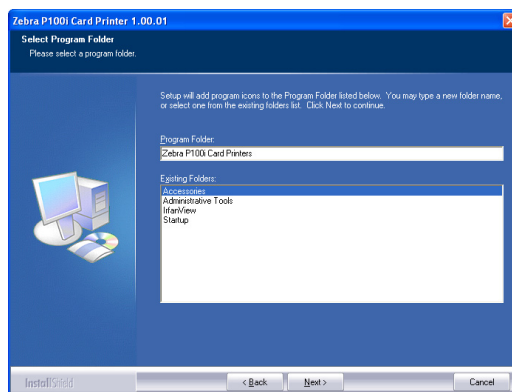 Zebra P100i Card Printer 1.00.01
Select Program Folder
Please select a program folder.
Setup will add program icons to the Program Folder listed below. You may type a new folder name,
or select one from the existing folders list. Click Next to continue.
Program Folder:
Zebra P100i Card Printers
Existing Folders:
Accessories
Administrative Tools
IrfanView
Startup
InstallShield
< Back
Next >
Cancel